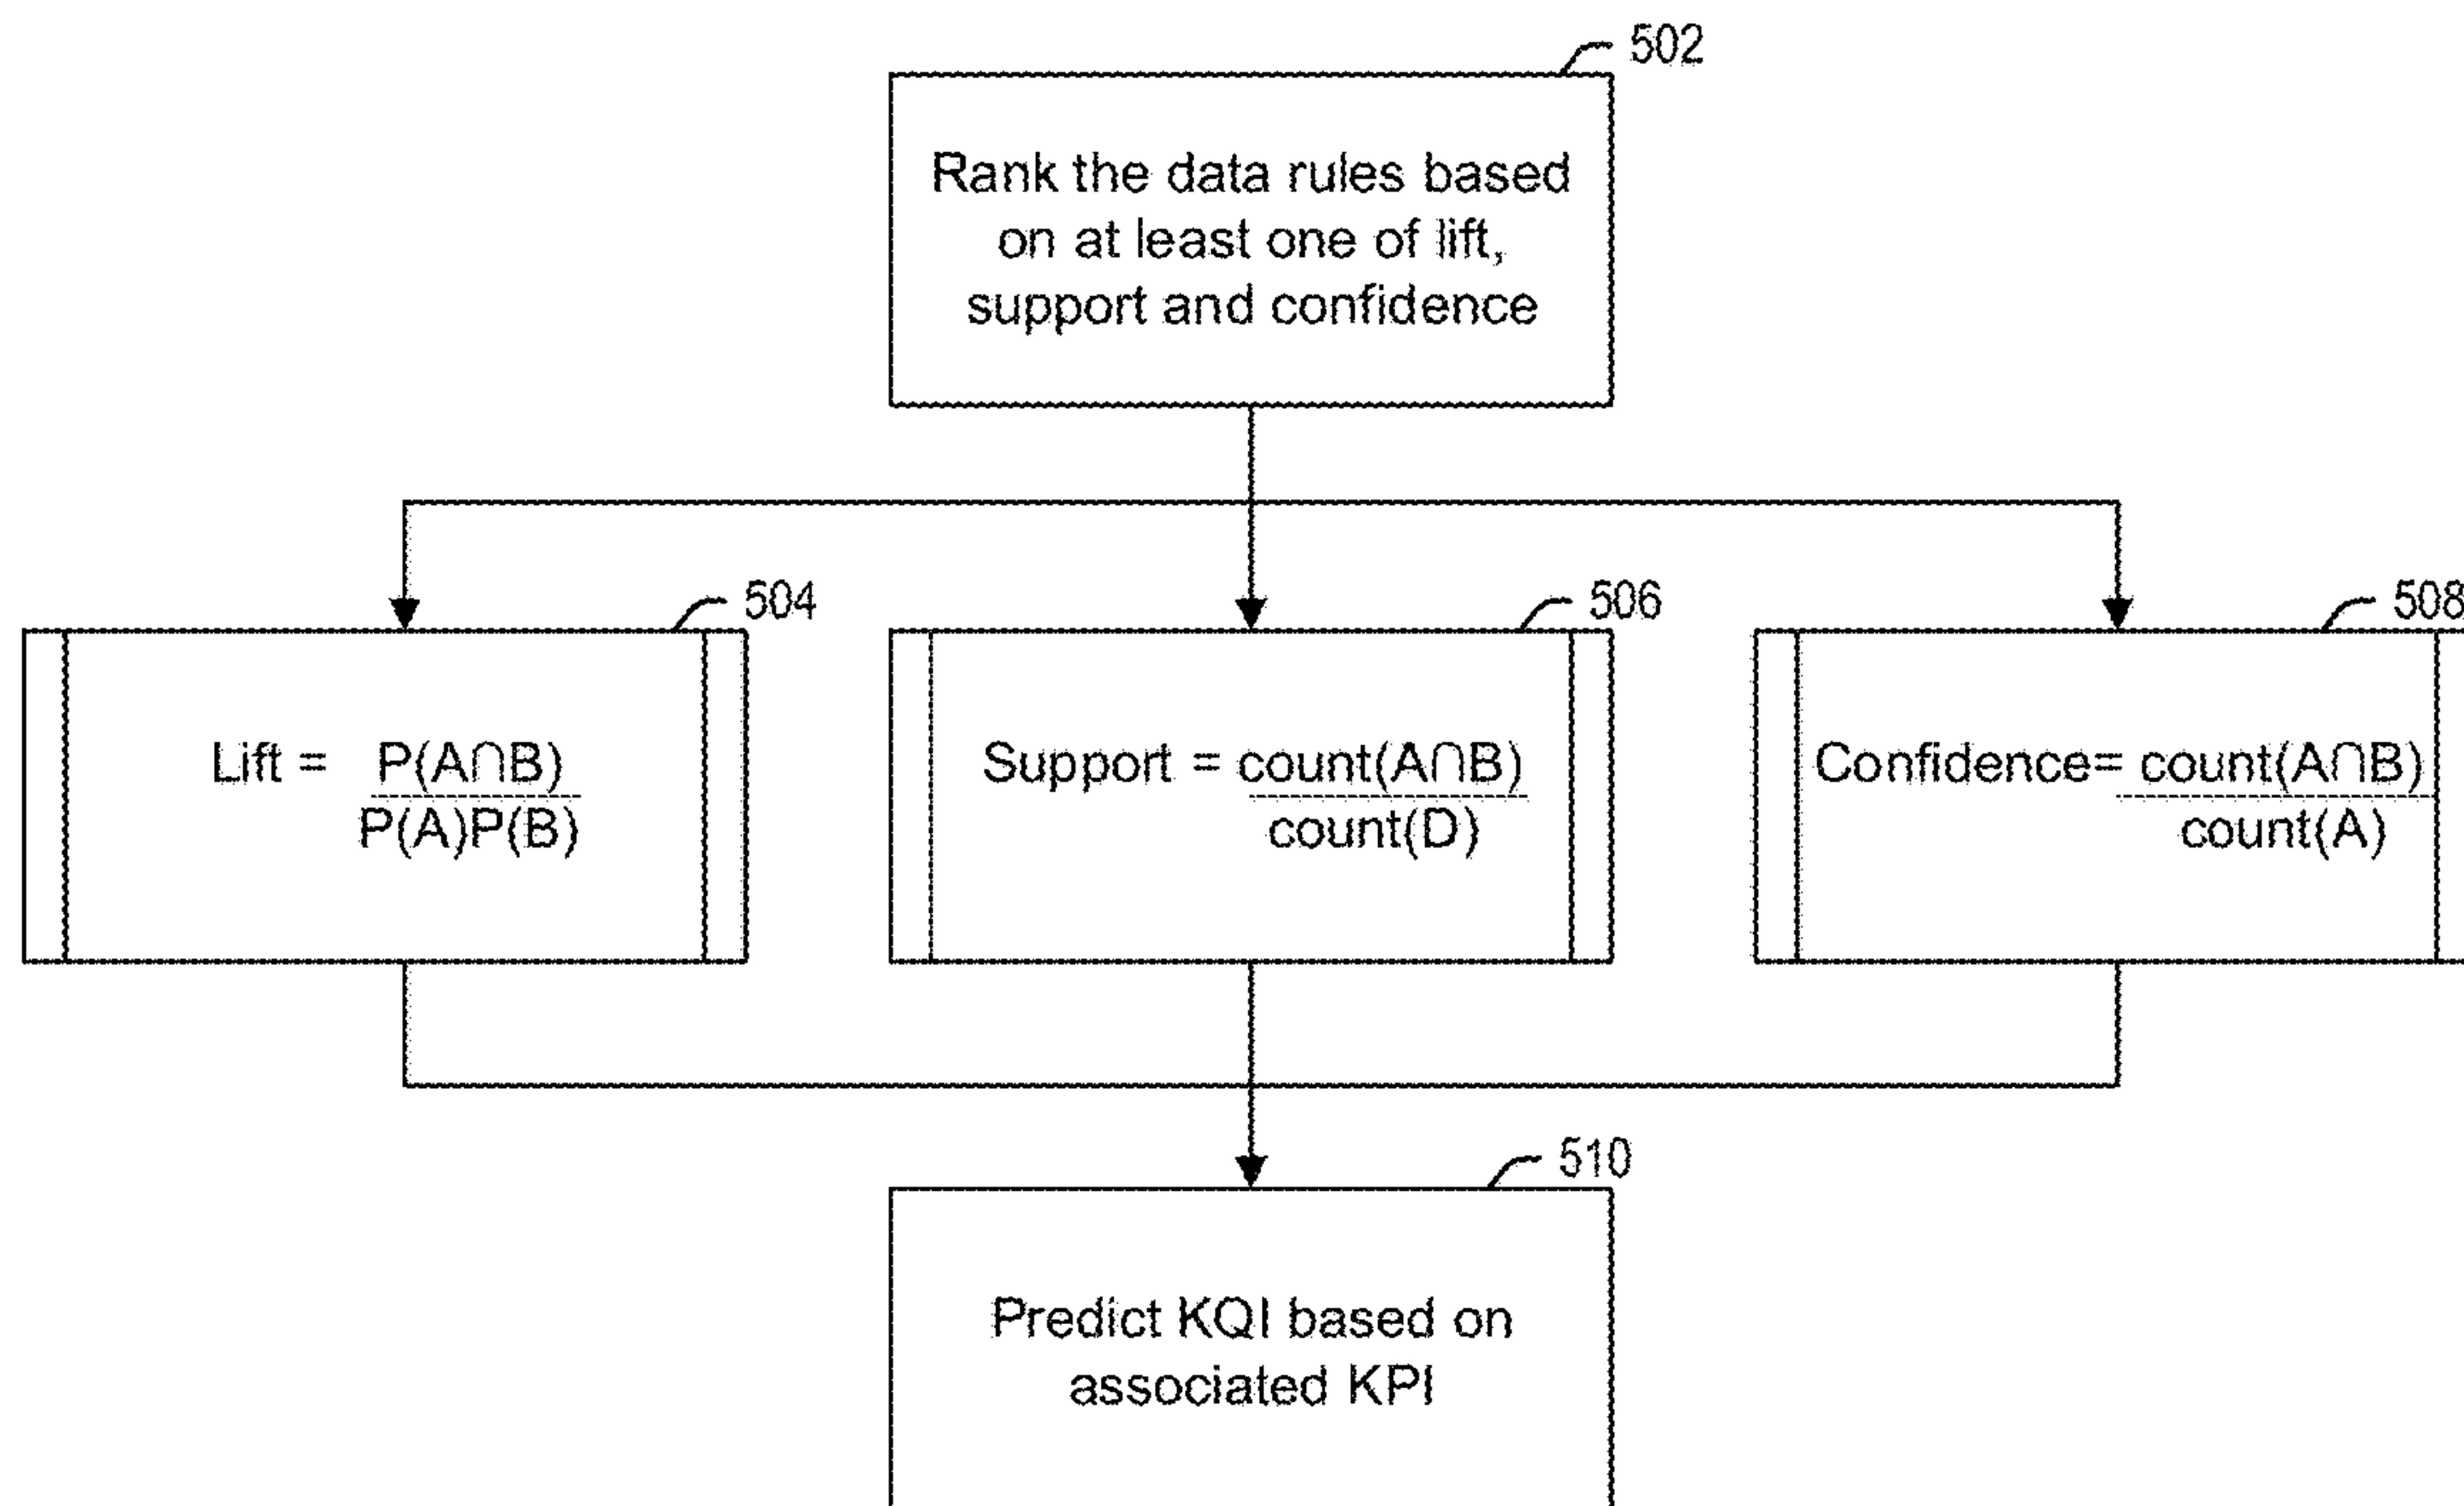 502
Rank the data rules based
on at least one of lift,
support and confidence
504
506
508
Lift = P(A∩B)
P(A)P(B)
Support = count(A∩B)
count(D)
Confidence= count(A∩B)
count(A)
510
Predict KQI based on
associated KPI